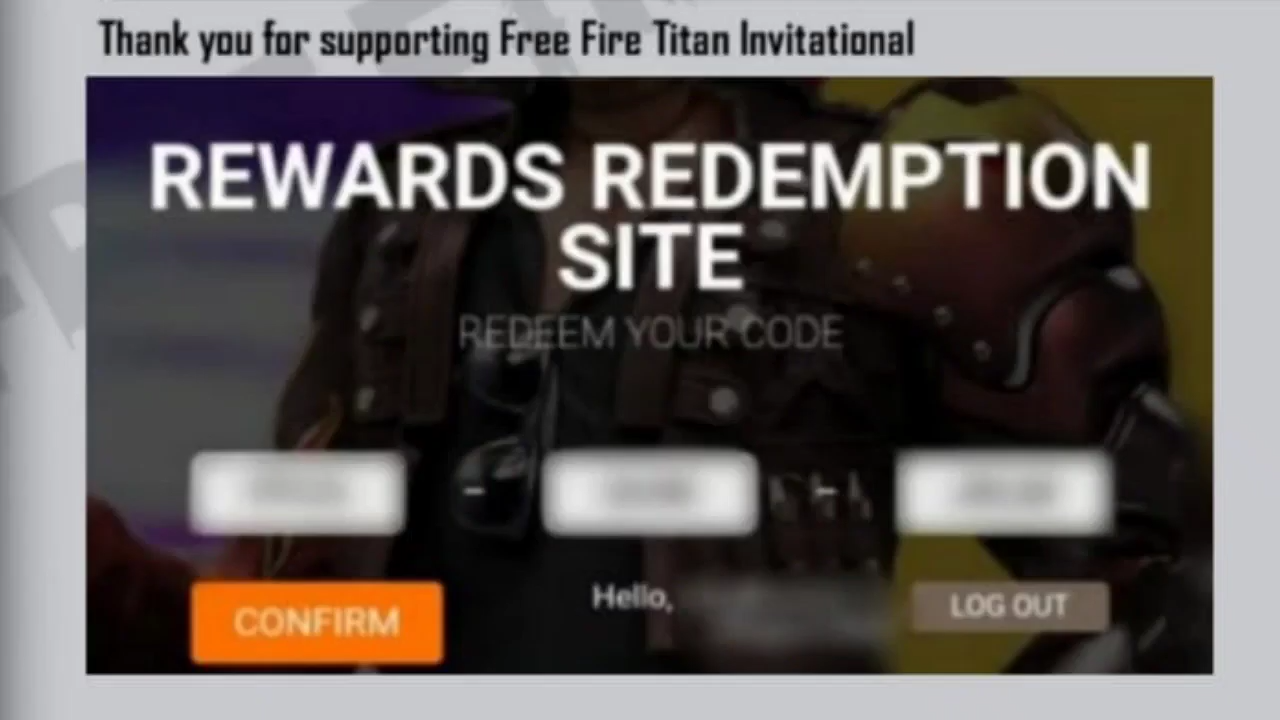 Thank you for supporting Free Fire Titan Invitational
REWARDS REDEMPTION
SITE
REDEEM YOUR CODE
- -
CONFIRM
Hello,
LOG OUT